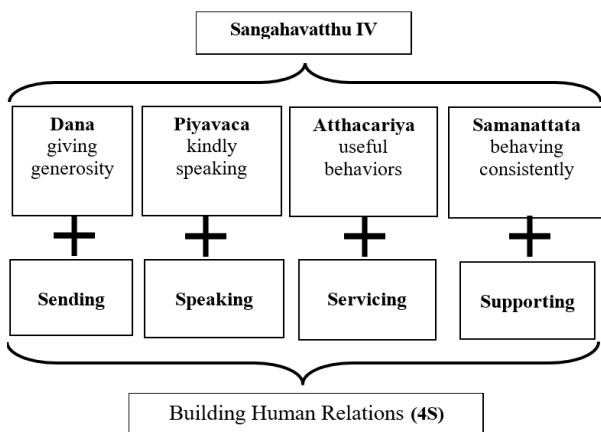 Sangahavatthu IV
Dana
giving
generosity
Piyavaca
kindly
speaking
Atthacariya
useful
behaviors
Samanattata
behaving
consistently
Sending
Speaking
Servicing
Supporting
Building Human Relations (4S)